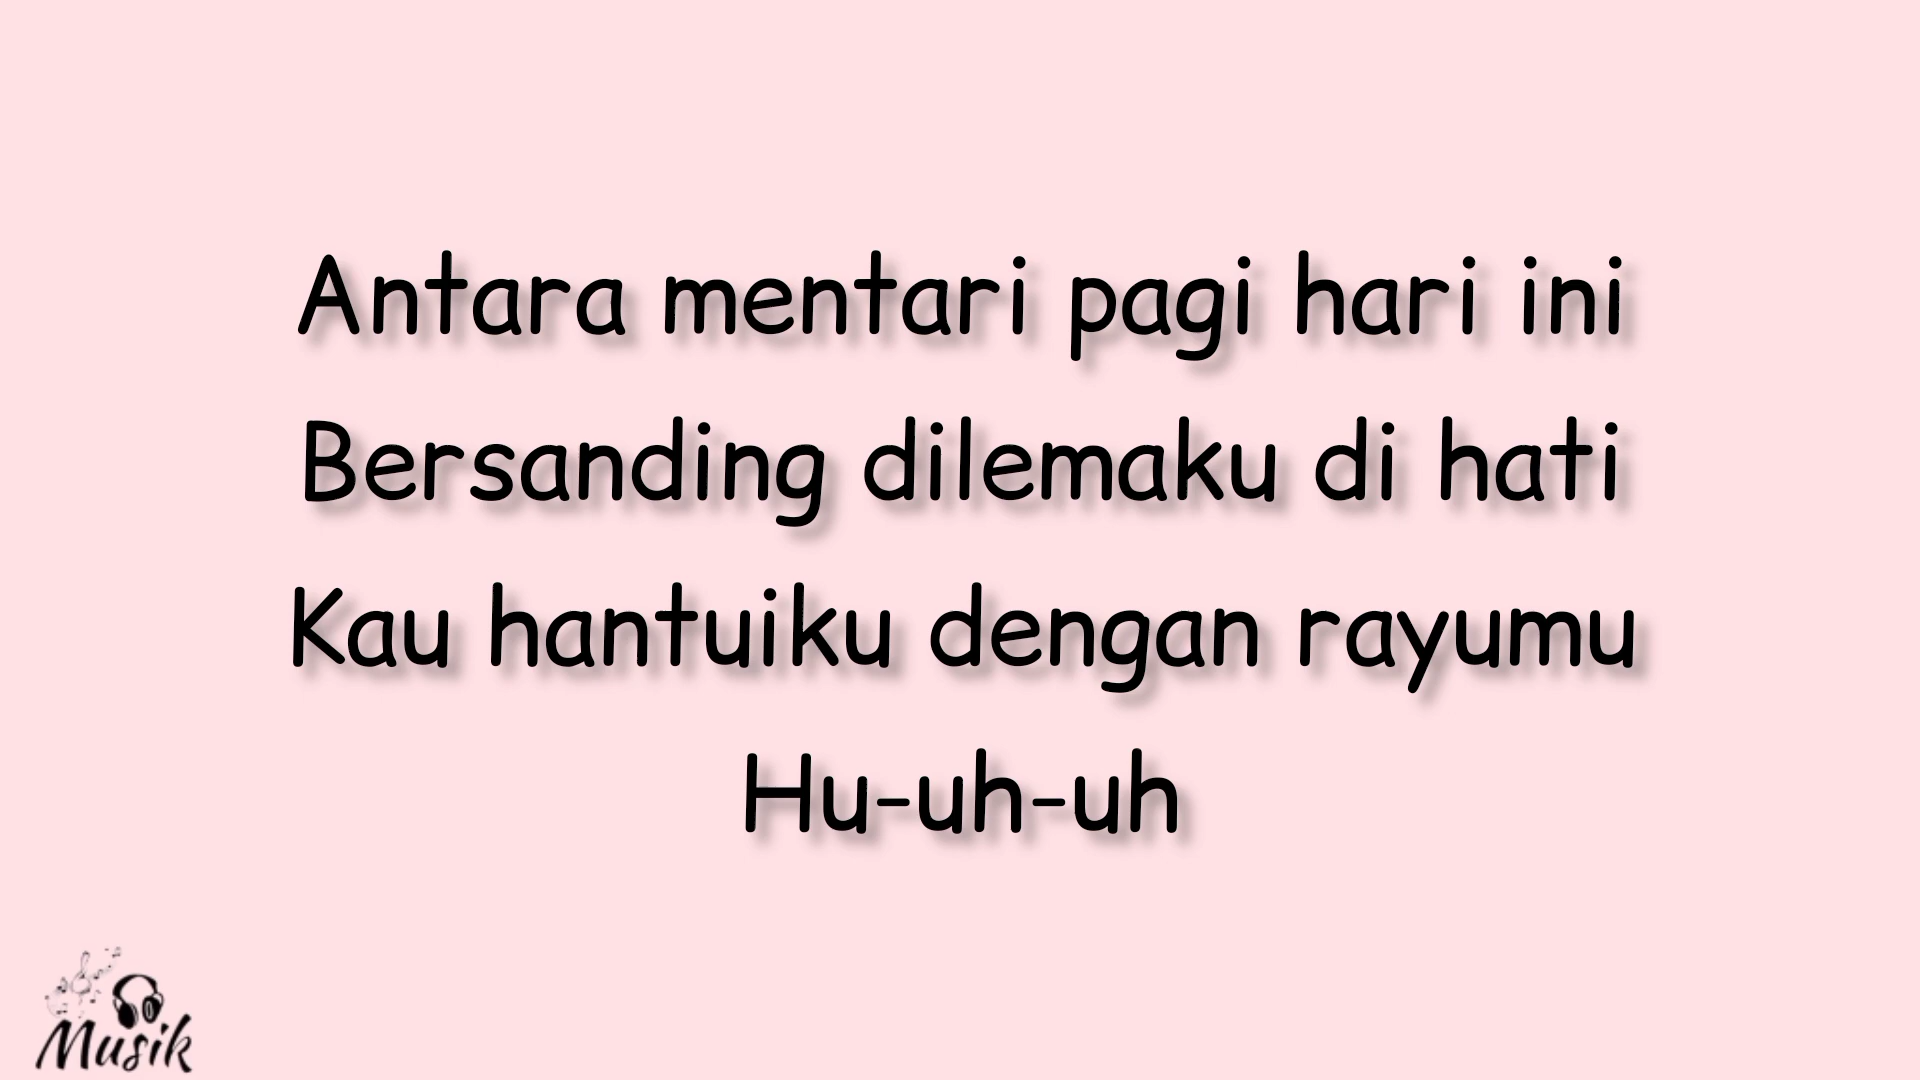 Antara mentari pagi hari ini
Bersanding dilemaku di hati
Kau hantuiku dengan rayumu
Hu-uh-uh
Musik